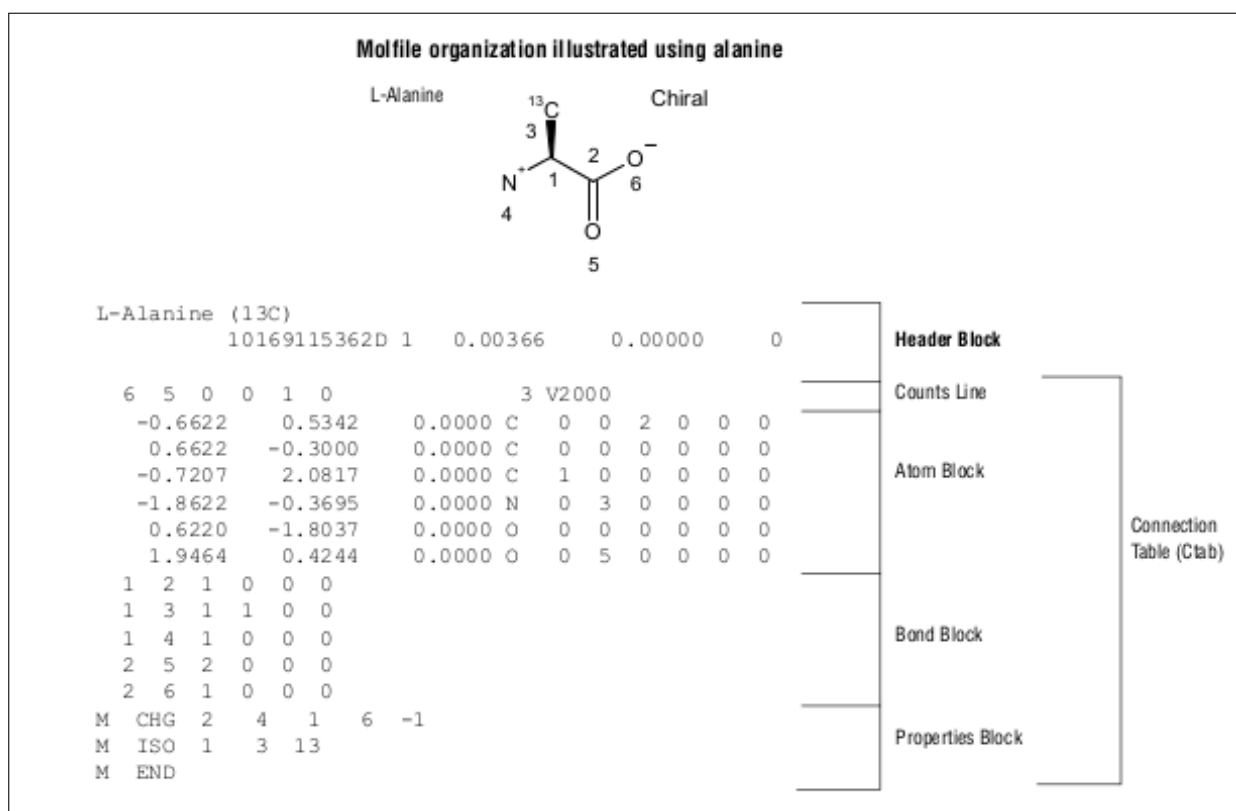 Molfile organization illustrated using alanine
L-Alanine
Chiral
13C
3
2
O−
N+
1
6
4
O
5
L-Alanine (13C)
10169115362D 1 0.00366 0.00000 0
Header Block
6 5 0 0 1 0 3 V2000
Counts Line
-0.6622 0.5342 0.0000 C 0 0 2 0 0 0
0.6622 -0.3000 0.0000 C 0 0 0 0 0 0
-0.7207 2.0817 0.0000 C 1 0 0 0 0 0
Atom Block
-1.8622 -0.3695 0.0000 N 0 3 0 0 0 0
0.6220 -1.8037 0.0000 O 0 0 0 0 0 0
1.9464 0.4244 0.0000 O 0 5 0 0 0 0
Connection
Table (Ctab)
1 2 1 0 0 0
1 3 1 1 0 0
1 4 1 0 0 0
Bond Block
2 5 2 0 0 0
2 6 1 0 0 0
M CHG 2 4 1 6 -1
M ISO 1 3 13
Properties Block
M END